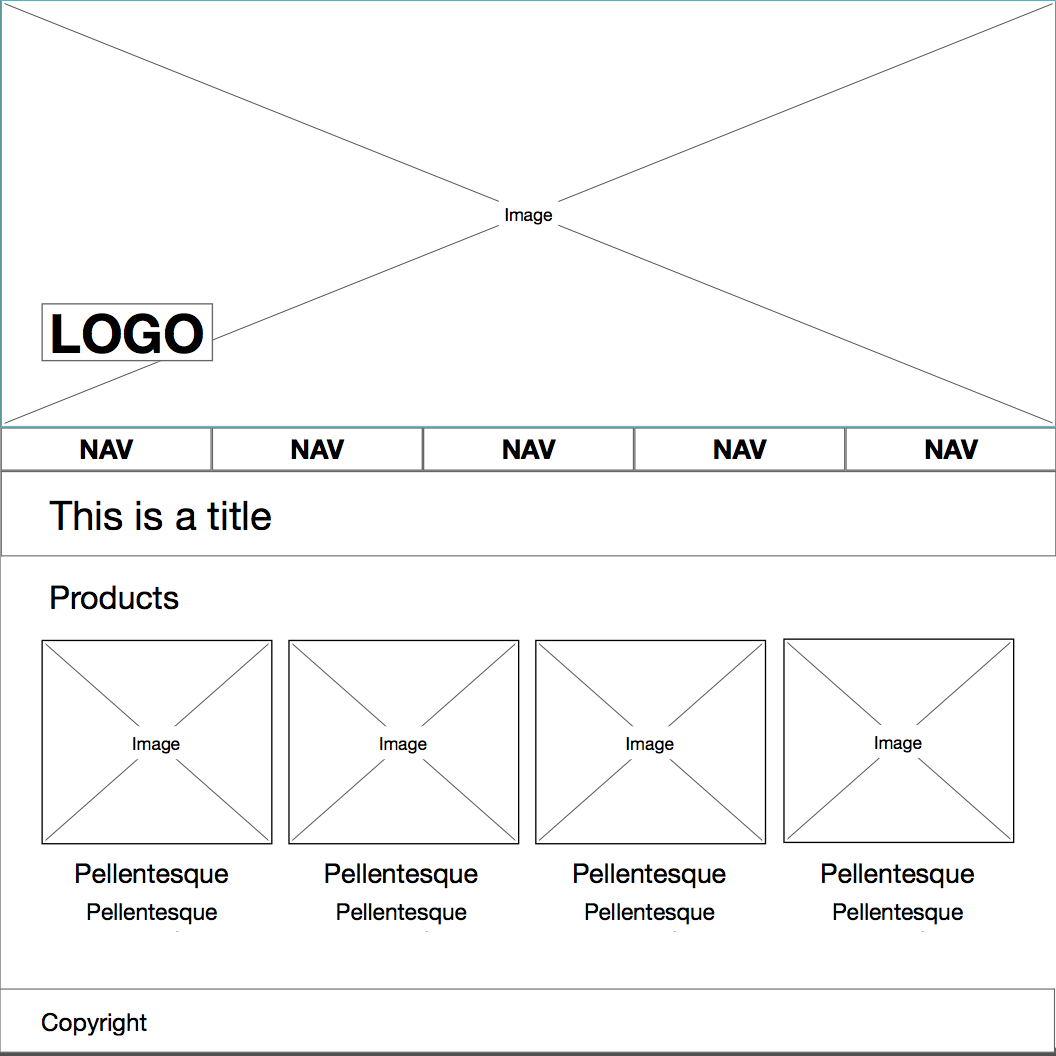 Image
LOGO
NAV NAV NAV NAV NAV
This is a title
Products
Image Image Image Image
Pellentesque Pellentesque Pellentesque Pellentesque
Pellentesque Pellentesque Pellentesque Pellentesque
Copyright